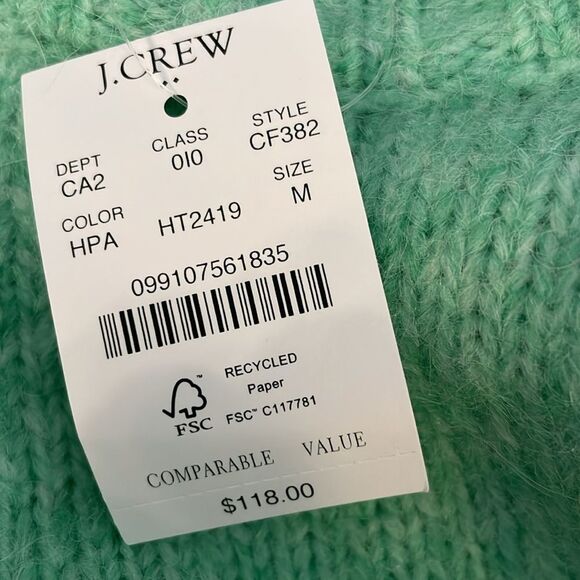 J.CREW
DEPT CLASS STYLE
CA2 0I0 CF382
COLOR SIZE
HPA HT2419 M
099107561835
RECYCLED
Paper
FSC™ C117781
FSC
COMPARABLE VALUE
$118.00